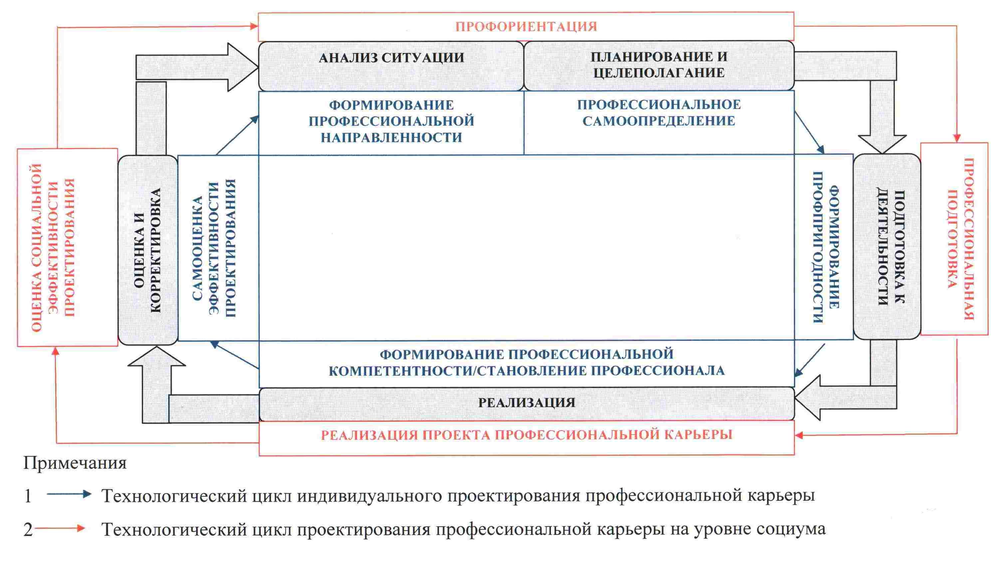 ПРОФОРИЕНТАЦИЯ
АНАЛИЗ СИТУАЦИИ
ПЛАНИРОВАНИЕ И
ЦЕЛЕПОЛАГАНИЕ
ФОРМИРОВАНИЕ
ПРОФЕССИОНАЛЬНОЙ
НАПРАВЛЕННОСТИ
ПРОФЕССИОНАЛЬНОЕ
САМООПРЕДЕЛЕНИЕ
ОЦЕНКА СОЦИАЛЬНОЙ
ЭФФЕКТИВНОСТИ
ПРОЕКТИРОВАНИЯ
ОЦЕНКА И
КОРРЕКТИРОВКА
САМООЦЕНКА
ЭФФЕКТИВНОСТИ
ПРОЕКТИРОВАНИЯ
ФОРМИРОВАНИЕ
ПРОФПРИГОДНОСТИ
ПОДГОТОВКА К
ДЕЯТЕЛЬНОСТИ
ПРОФЕССИОНАЛЬНАЯ
ПОДГОТОВКА
ФОРМИРОВАНИЕ ПРОФЕССИОНАЛЬНОЙ
КОМПЕТЕНТНОСТИ/СТАНОВЛЕНИЕ ПРОФЕССИОНАЛА
РЕАЛИЗАЦИЯ
РЕАЛИЗАЦИЯ ПРОЕКТА ПРОФЕССИОНАЛЬНОЙ КАРЬЕРЫ
Примечания
1 Технологический цикл индивидуального проектирования профессиональной карьеры
2 Технологический цикл проектирования профессиональной карьеры на уровне социума